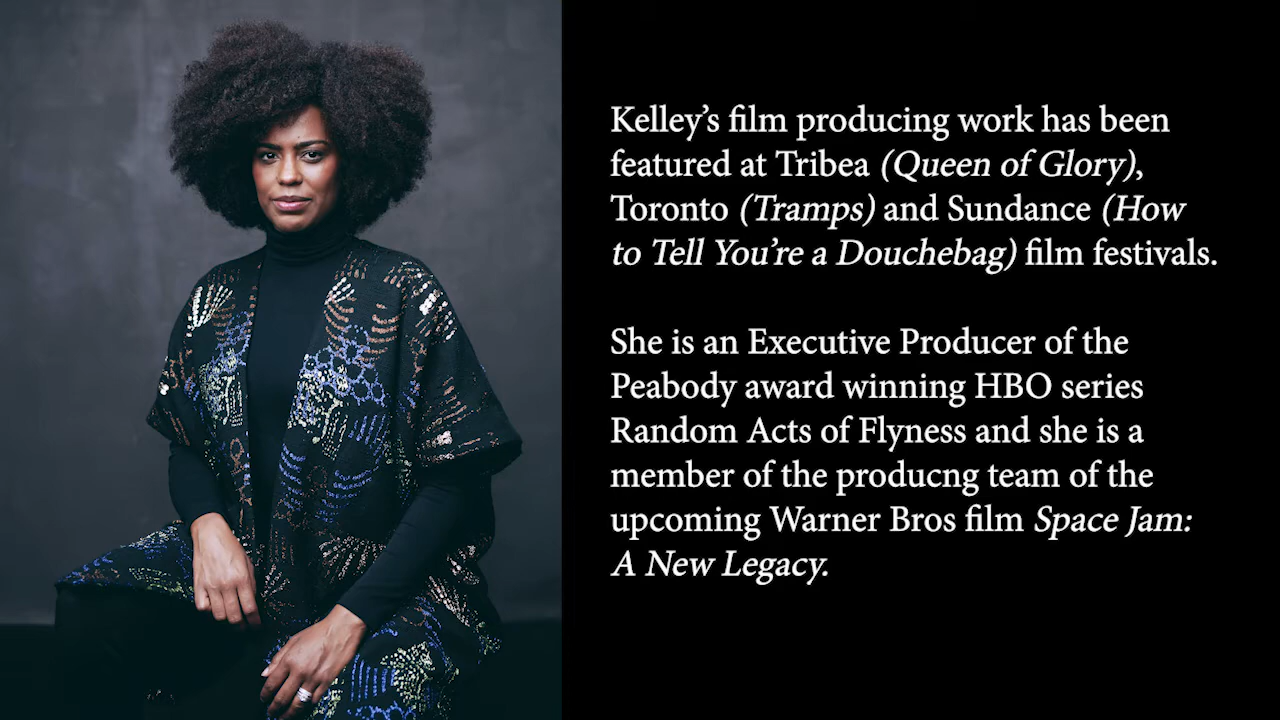 Kelley’s film producing work has been
featured at Tribea (Queen of Glory),
Toronto (Tramps) and Sundance (How
to Tell You’re a Douchebag) film festivals.
She is an Executive Producer of the
Peabody award winning HBO series
Random Acts of Flyness and she is a
member of the producng team of the
upcoming Warner Bros film Space Jam:
A New Legacy.